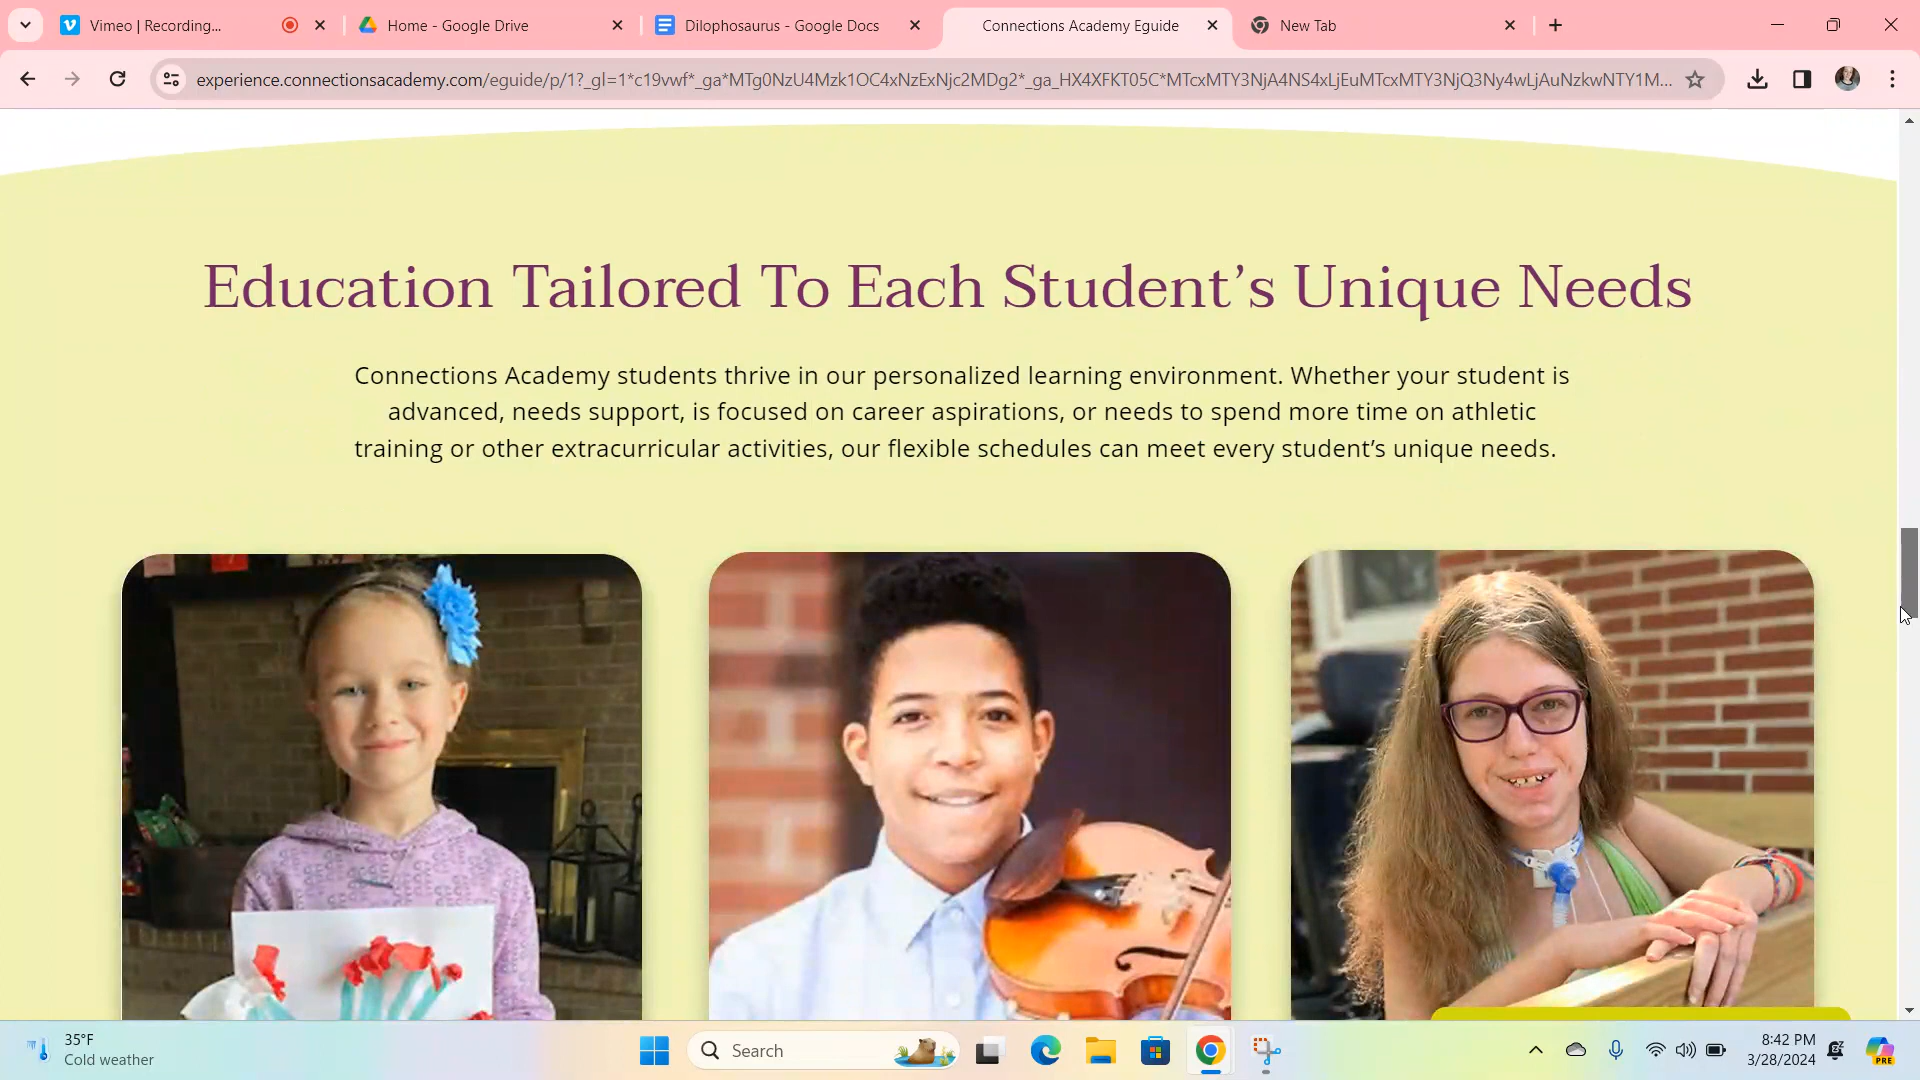 Vimeo | Recording...
Home - Google Drive
Dilophosaurus - Google Docs
Connections Academy Eguide
New Tab
experience.connectionsacademy.com/eguide/p/1?_gl=1*c19vwf*_ga*MTg0NzU4Mzk1OC4xNzExNjc2MDg2*_ga_HX4XFKT05C*MTcxMTY3NjA4NS4xLjEuMTcxMTY3NjQ3Ny4wLjAuNzkwNTY1M...
Education Tailored To Each Student’s Unique Needs
Connections Academy students thrive in our personalized learning environment. Whether your student is
advanced, needs support, is focused on career aspirations, or needs to spend more time on athletic
training or other extracurricular activities, our flexible schedules can meet every student’s unique needs.
35°F
Cold weather
Search
8:42 PM
3/28/2024
PRE